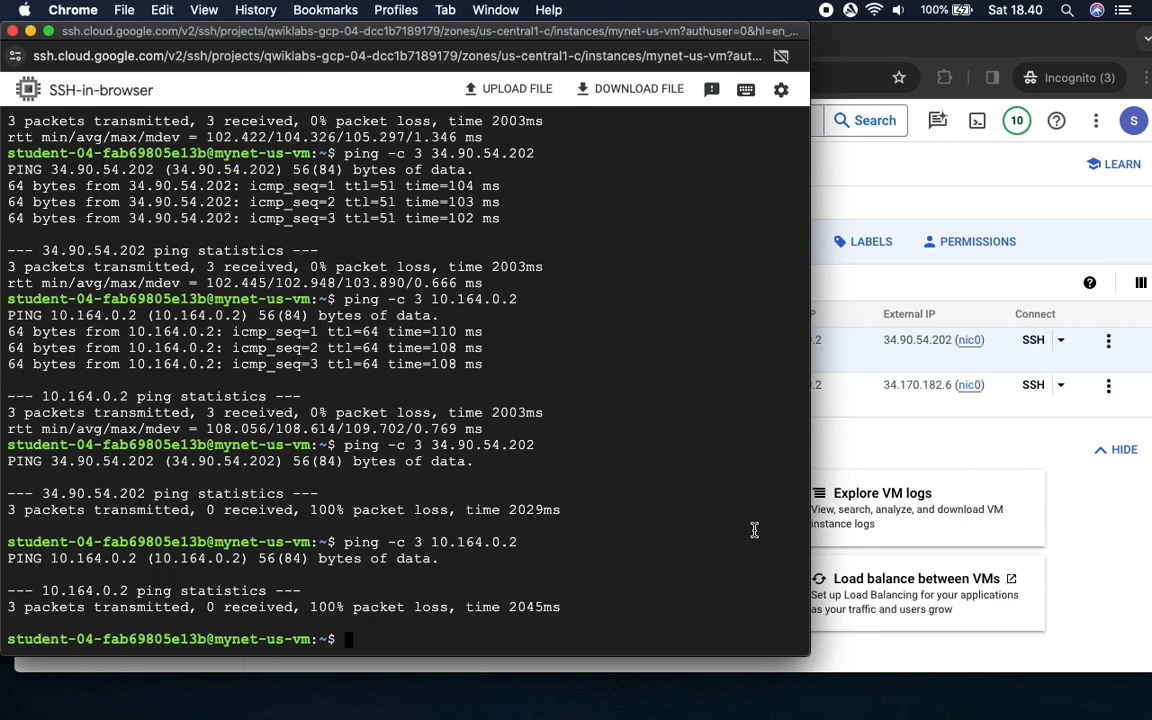 Chrome File Edit View History Bookmarks Profiles Tab Window Help 100% Sat 18.40
ssh.cloud.google.com/v2/ssh/projects/qwiklabs-gcp-04-dcc1b7189179/zones/us-central1-c/instances/mynet-us-vm?authuser=0&hl=en_...
ssh.cloud.google.com/v2/ssh/projects/qwiklabs-gcp-04-dcc1b7189179/zones/us-central1-c/instances/mynet-us-vm?aut...
SSH-in-browser UPLOAD FILE DOWNLOAD FILE
3 packets transmitted, 3 received, 0% packet loss, time 2003ms
rtt min/avg/max/mdev = 102.422/104.326/105.297/1.346 ms
student-04-fab69805e13b@mynet-us-vm:~$ ping -c 3 34.90.54.202
PING 34.90.54.202 (34.90.54.202) 56(84) bytes of data.
64 bytes from 34.90.54.202: icmp_seq=1 ttl=51 time=104 ms
64 bytes from 34.90.54.202: icmp_seq=2 ttl=51 time=103 ms
64 bytes from 34.90.54.202: icmp_seq=3 ttl=51 time=102 ms
--- 34.90.54.202 ping statistics ---
3 packets transmitted, 3 received, 0% packet loss, time 2003ms
rtt min/avg/max/mdev = 102.445/102.948/103.890/0.666 ms
student-04-fab69805e13b@mynet-us-vm:~$ ping -c 3 10.164.0.2
PING 10.164.0.2 (10.164.0.2) 56(84) bytes of data.
64 bytes from 10.164.0.2: icmp_seq=1 ttl=64 time=110 ms
64 bytes from 10.164.0.2: icmp_seq=2 ttl=64 time=108 ms
64 bytes from 10.164.0.2: icmp_seq=3 ttl=64 time=108 ms
--- 10.164.0.2 ping statistics ---
3 packets transmitted, 3 received, 0% packet loss, time 2003ms
rtt min/avg/max/mdev = 108.056/108.614/109.702/0.769 ms
student-04-fab69805e13b@mynet-us-vm:~$ ping -c 3 34.90.54.202
PING 34.90.54.202 (34.90.54.202) 56(84) bytes of data.
--- 34.90.54.202 ping statistics ---
3 packets transmitted, 0 received, 100% packet loss, time 2029ms
student-04-fab69805e13b@mynet-us-vm:~$ ping -c 3 10.164.0.2
PING 10.164.0.2 (10.164.0.2) 56(84) bytes of data.
--- 10.164.0.2 ping statistics ---
3 packets transmitted, 0 received, 100% packet loss, time 2045ms
student-04-fab69805e13b@mynet-us-vm:~$
Incognito (3)
Search 10 S
LEARN
LABELS PERMISSIONS
P External IP Connect
.2 34.90.54.202 (nic0) SSH
.2 34.170.182.6 (nic0) SSH
HIDE
Explore VM logs
View, search, analyze, and download VM
instance logs
Load balance between VMs
Set up Load Balancing for your applications
as your traffic and users grow